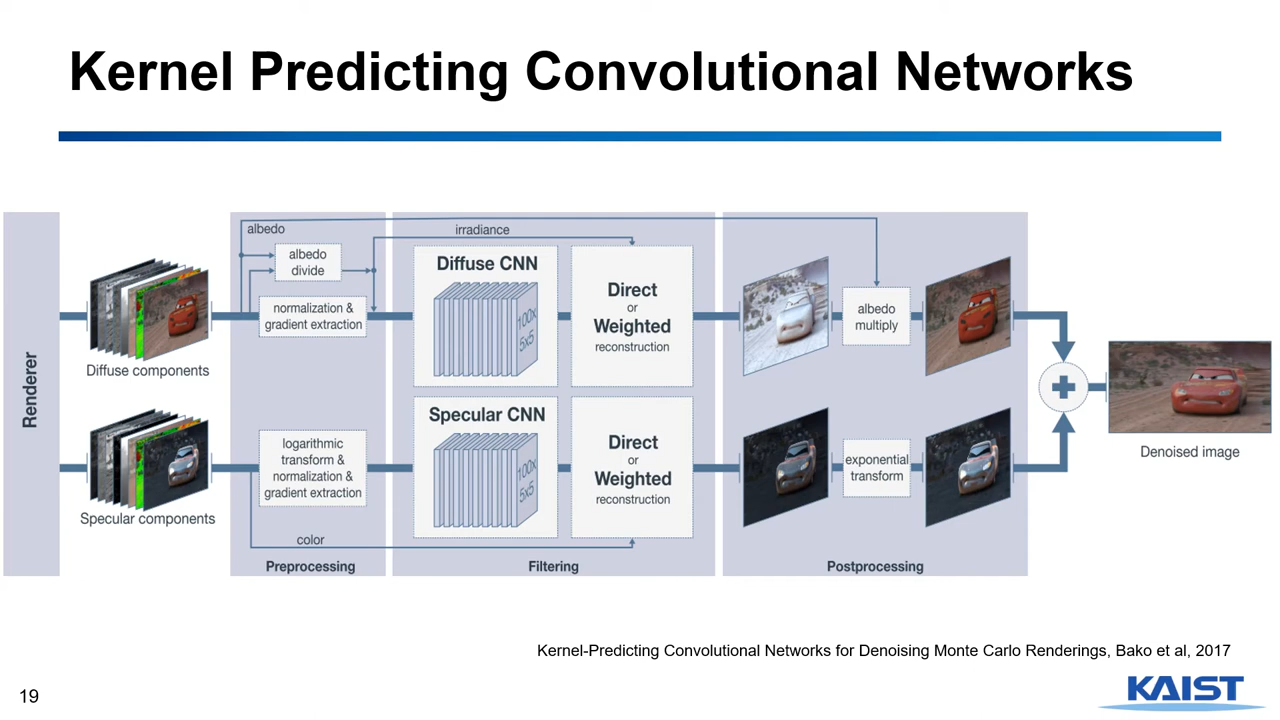 Kernel Predicting Convolutional Networks
Renderer
Diffuse components
Specular components
albedo
albedo
divide
normalization &
gradient extraction
logarithmic
transform &
normalization &
gradient extraction
color
Preprocessing
irradiance
Diffuse CNN
100x
5x5
Direct
or
Weighted
reconstruction
Specular CNN
100x
5x5
Direct
or
Weighted
reconstruction
Filtering
albedo
multiply
exponential
transform
Postprocessing
Denoised image
Kernel-Predicting Convolutional Networks for Denoising Monte Carlo Renderings, Bako et al, 2017
19
KAIST